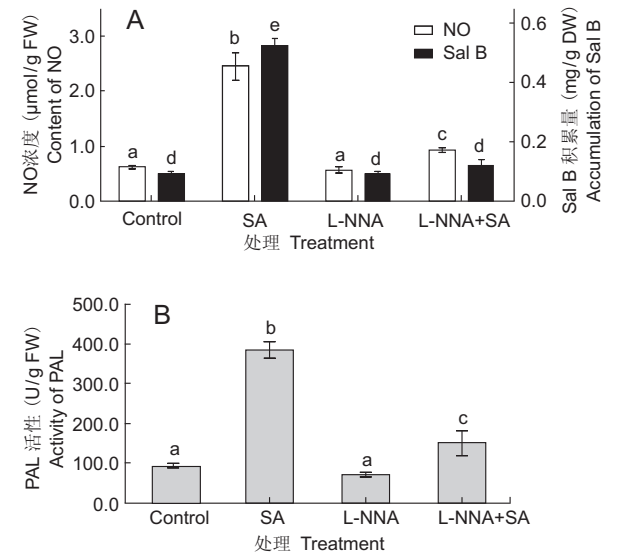 A
NO
Sal B
NO浓度 (μmol/g FW)
Content of NO
3.0
2.0
1.0
0.0
0.6
0.4
0.2
0.0
Sal B 积累量 (mg/g DW)
Accumulation of Sal B
b
e
a
d
a
d
c
d
Control
SA
L-NNA
L-NNA+SA
处理 Treatment
B
PAL 活性 (U/g FW)
Activity of PAL
500.0
400.0
300.0
200.0
100.0
0.0
a
b
a
c
Control
SA
L-NNA
L-NNA+SA
处理 Treatment